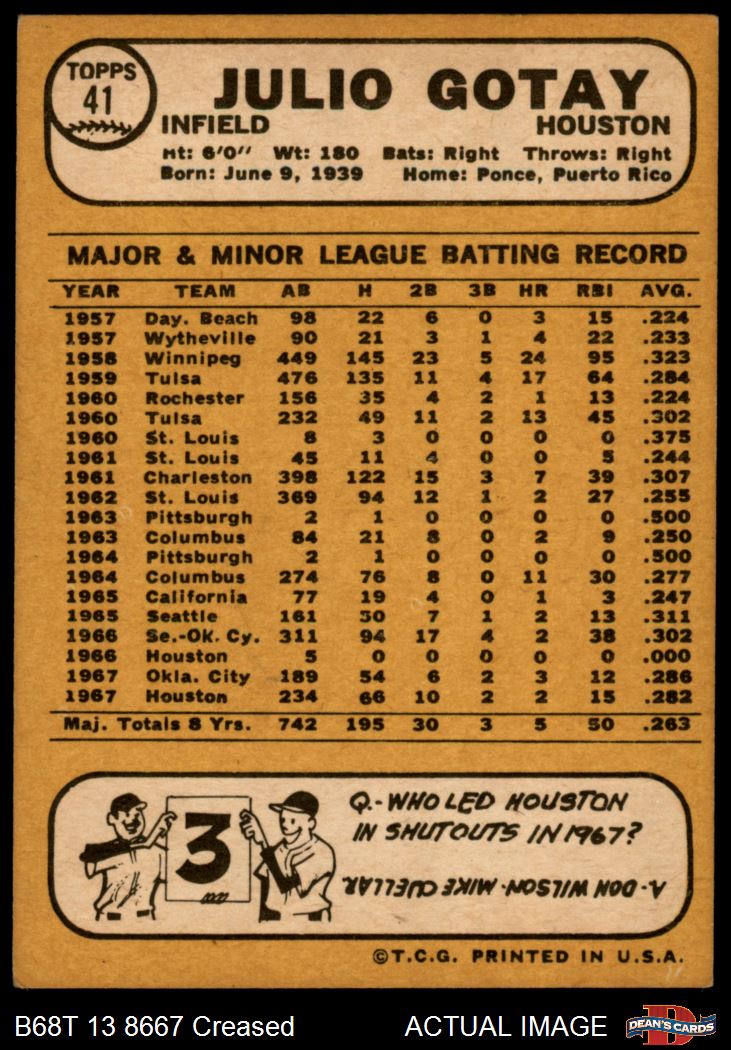 TOPPS
41
JULIO GOTAY
INFIELD HOUSTON
Ht: 6'0'' Wt: 180 Bats: Right Throws: Right
Born: June 9, 1939 Home: Ponce, Puerto Rico
MAJOR & MINOR LEAGUE BATTING RECORD
YEAR TEAM AB H 2B 3B HR RBI AVG.
1957 Day. Beach 98 22 6 0 3 15 .224
1957 Wytheville 90 21 3 1 4 22 .233
1958 Winnipeg 449 145 23 5 24 95 .323
1959 Tulsa 476 135 11 4 17 64 .284
1960 Rochester 156 35 4 2 1 13 .224
1960 Tulsa 232 49 11 2 13 45 .302
1960 St. Louis 8 3 0 0 0 0 .375
1961 St. Louis 45 11 4 0 0 5 .244
1961 Charleston 398 122 15 3 7 39 .307
1962 St. Louis 369 94 12 1 2 27 .255
1963 Pittsburgh 2 1 0 0 0 0 .500
1963 Columbus 84 21 8 0 2 9 .250
1964 Pittsburgh 2 1 0 0 0 0 .500
1964 Columbus 274 76 8 0 11 30 .277
1965 California 77 19 4 0 1 3 .247
1965 Seattle 161 50 7 1 2 13 .311
1966 Se.-Ok. Cy. 311 94 17 4 2 38 .302
1966 Houston 5 0 0 0 0 0 .000
1967 Okla. City 189 54 6 2 3 12 .286
1967 Houston 234 66 10 2 2 15 .282
Maj. Totals 8 Yrs. 742 195 30 3 5 50 .263
3
Q.-WHO LED HOUSTON
IN SHUTOUTS IN 1967?
A- DON WILSON- MIKE CUELLAR
©T.C.G. PRINTED IN U.S.A.
B68T 13 8667 Creased ACTUAL IMAGE DEAN'S CARDS